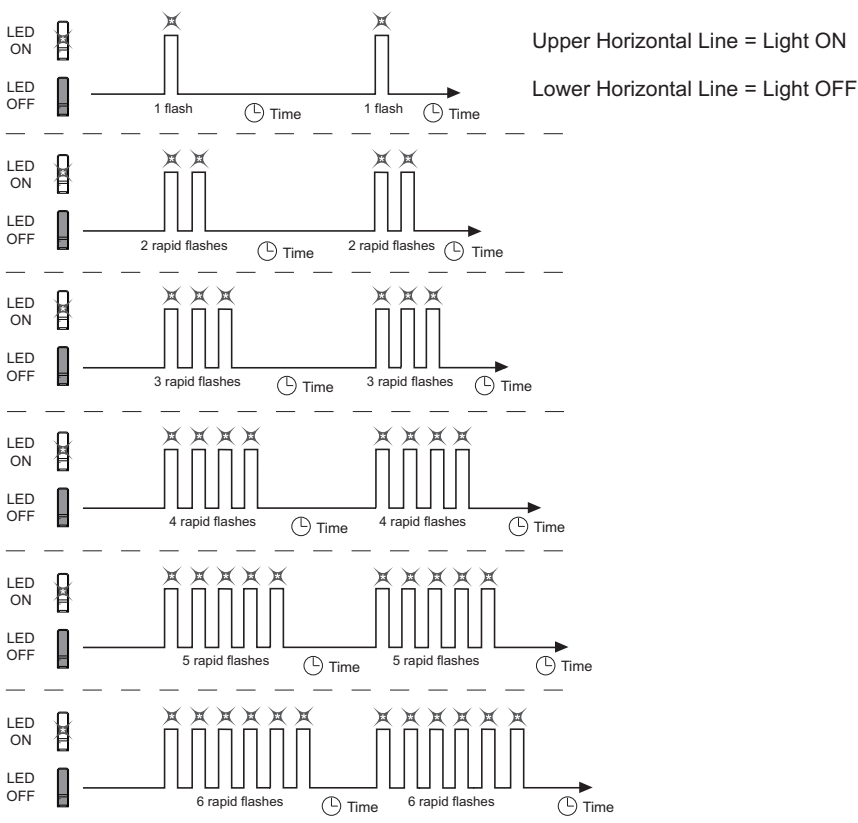 LED
ON
Upper Horizontal Line = Light ON
LED
OFF
Lower Horizontal Line = Light OFF
1 flash
Time
1 flash
Time
LED
ON
LED
OFF
2 rapid flashes
Time
2 rapid flashes
Time
LED
ON
LED
OFF
3 rapid flashes
Time
3 rapid flashes
Time
LED
ON
LED
OFF
4 rapid flashes
Time
4 rapid flashes
Time
LED
ON
LED
OFF
5 rapid flashes
Time
5 rapid flashes
Time
LED
ON
LED
OFF
6 rapid flashes
Time
6 rapid flashes
Time